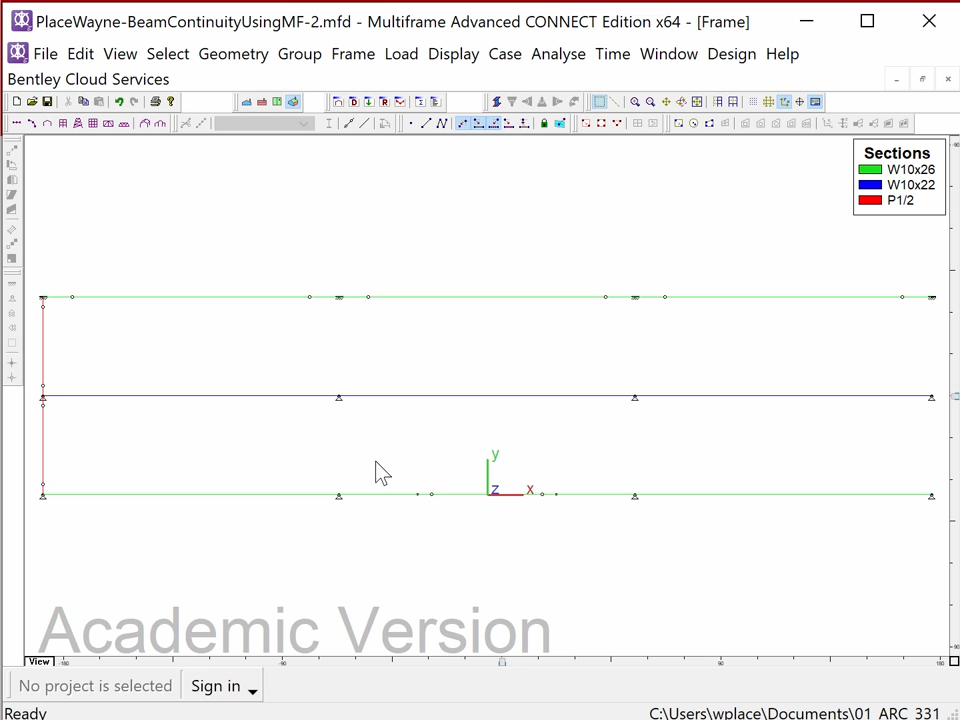 PlaceWayne-BeamContinuityUsingMF-2.mfd - Multiframe Advanced CONNECT Edition x64 - [Frame]
File Edit View Select Geometry Group Frame Load Display Case Analyse Time Window Design Help
Bentley Cloud Services
Sections
W10x26
W10x22
P1/2
y
z x
Academic Version
View -180 -90 90 180
No project is selected Sign in
Ready C:\Users\wplace\Documents\01_ARC_331